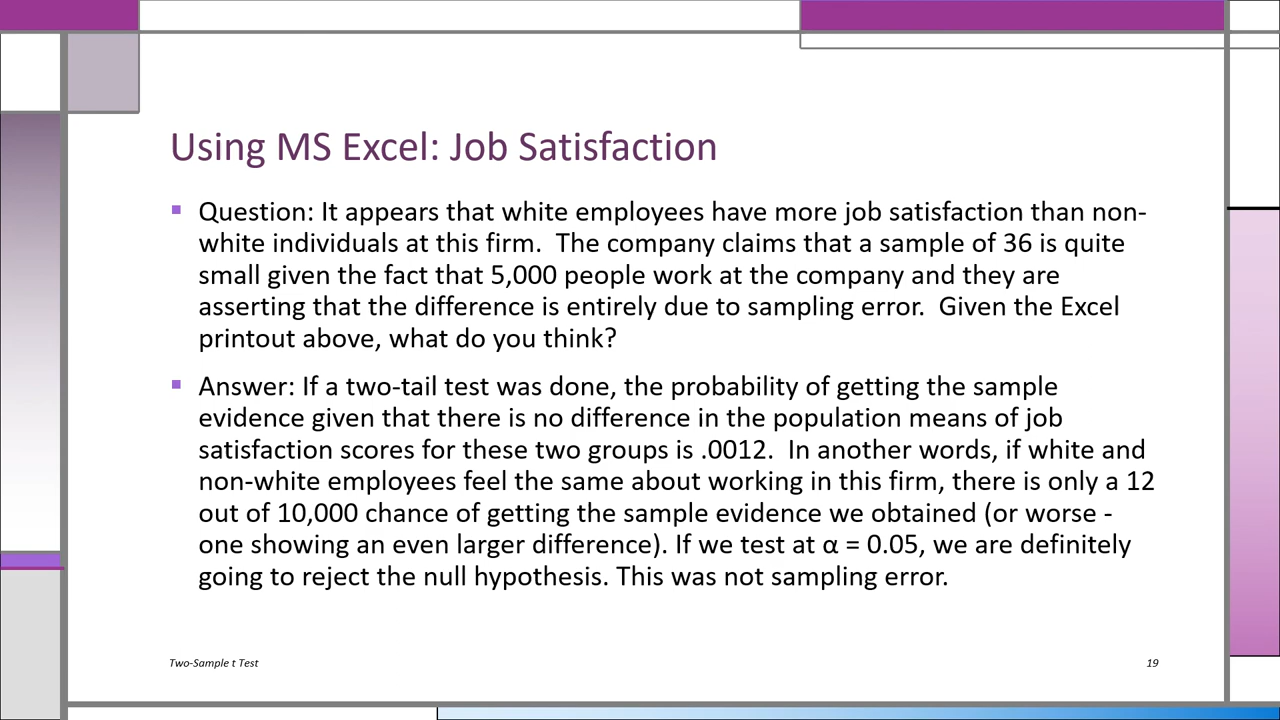 Using MS Excel: Job Satisfaction
▪ Question: It appears that white employees have more job satisfaction than non-
white individuals at this firm.  The company claims that a sample of 36 is quite
small given the fact that 5,000 people work at the company and they are
asserting that the difference is entirely due to sampling error.  Given the Excel
printout above, what do you think?
▪ Answer: If a two-tail test was done, the probability of getting the sample
evidence given that there is no difference in the population means of job
satisfaction scores for these two groups is .0012.  In another words, if white and
non-white employees feel the same about working in this firm, there is only a 12
out of 10,000 chance of getting the sample evidence we obtained (or worse -
one showing an even larger difference). If we test at α = 0.05, we are definitely
going to reject the null hypothesis. This was not sampling error.
Two-Sample t Test
19